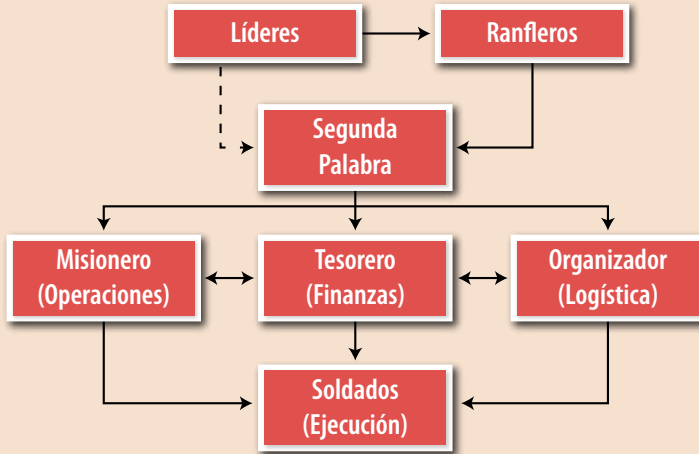 Líderes
Ranfleros
Segunda
Palabra
Misionero
(Operaciones)
Tesorero
(Finanzas)
Organizador
(Logística)
Soldados
(Ejecución)